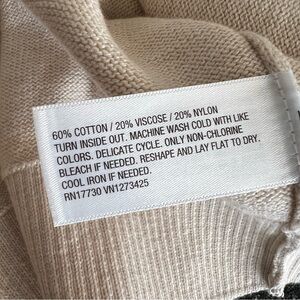 60% COTTON / 20% VISCOSE / 20% NYLON
TURN INSIDE OUT. MACHINE WASH COLD WITH LIKE
COLORS. DELICATE CYCLE. ONLY NON-CHLORINE
BLEACH IF NEEDED. RESHAPE AND LAY FLAT TO DRY.
COOL IRON IF NEEDED.
RN17730 VN1273425